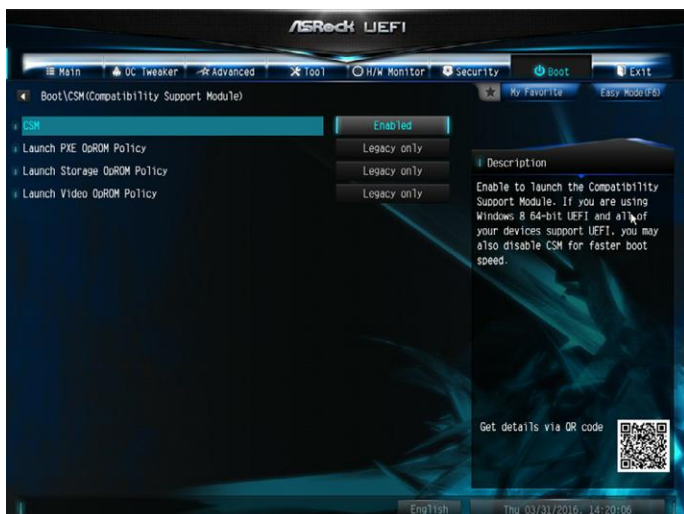 ASRock UEFI
Main OC Tweaker Advanced Tool H/W Monitor Security Boot Exit
Boot\CSM(Compatibility Support Module)
My Favorite Easy Mode(F6)
CSM Enabled
Launch PXE OpROM Policy Legacy only
Launch Storage OpROM Policy Legacy only
Launch Video OpROM Policy Legacy only
Description
Enable to launch the Compatibility
Support Module. If you are using
Windows 8 64-bit UEFI and all of
your devices support UEFI, you may
also disable CSM for faster boot
speed.
Get details via QR code
English Thu 03/31/2016, 14:20:06